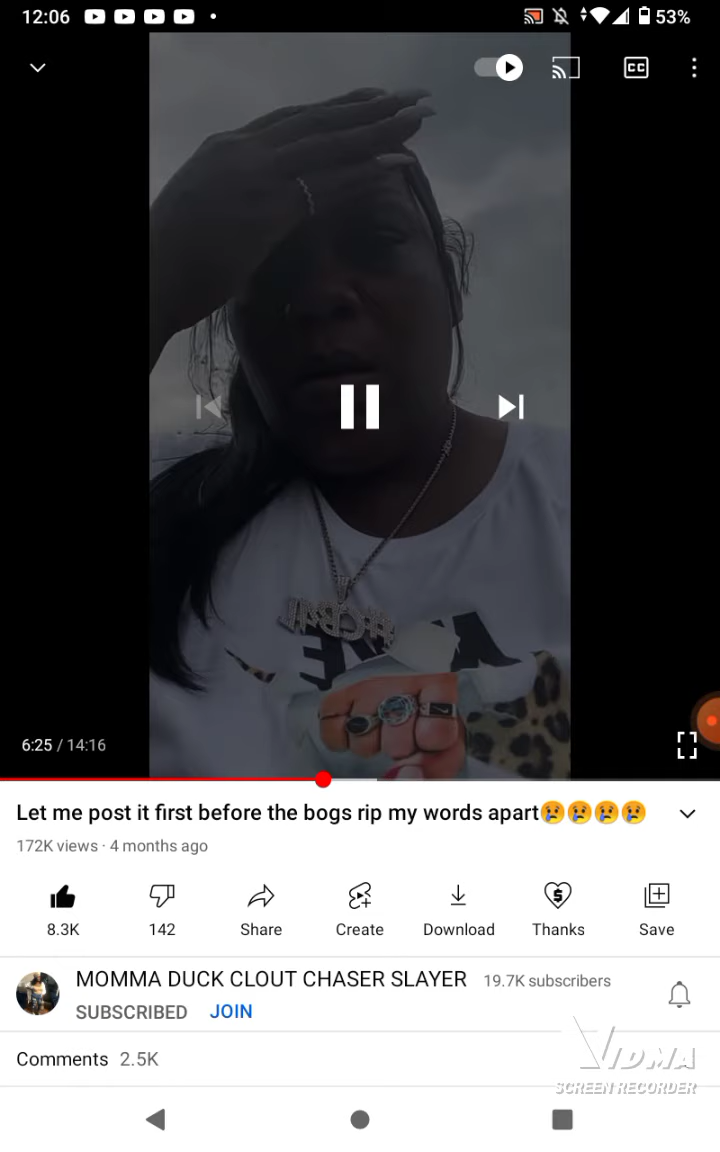 12:06
53%
CC
6:25 / 14:16
Let me post it first before the bogs rip my words apart😢😢😢😢
172K views · 4 months ago
8.3K 142 Share Create Download Thanks Save
MOMMA DUCK CLOUT CHASER SLAYER 19.7K subscribers
SUBSCRIBED JOIN
Comments 2.5K
VIDMA
SCREEN RECORDER